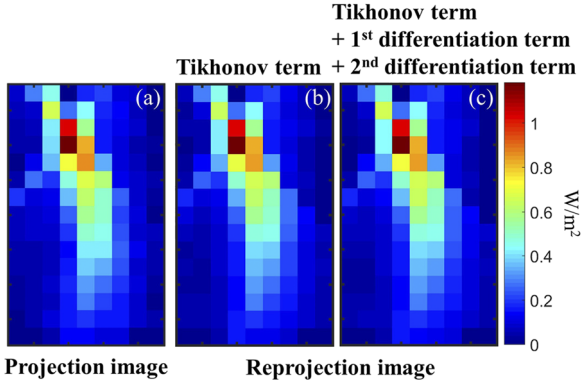 Tikhonov term
+ 1st differentiation term
Tikhonov term + 2nd differentiation term
(a) (b) (c)
1
0.8
0.6
0.4
0.2
0
W/m2
Projection image Reprojection image